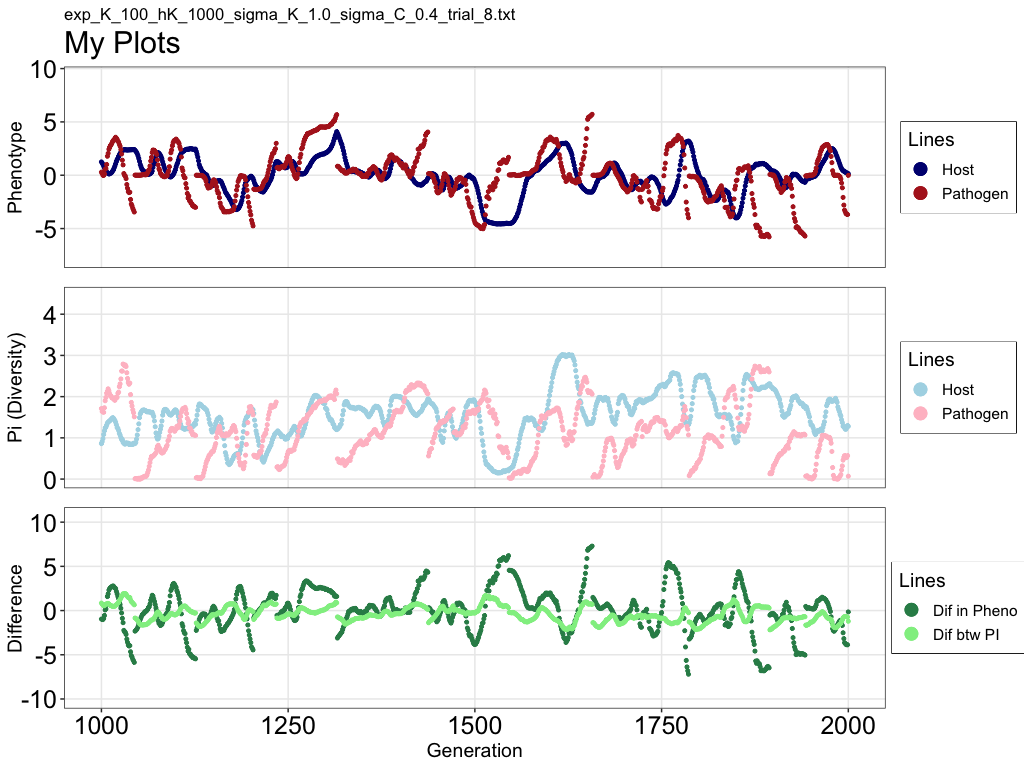 exp_K_100_hK_1000_sigma_K_1.0_sigma_C_0.4_trial_8.txt
My Plots
Phenotype
10
5
0
-5
Lines
Host
Pathogen
Pi (Diversity)
4
3
2
1
0
Lines
Host
Pathogen
Difference
10
5
0
-5
-10
Lines
Dif in Pheno
Dif btw PI
1000 1250 1500 1750 2000
Generation